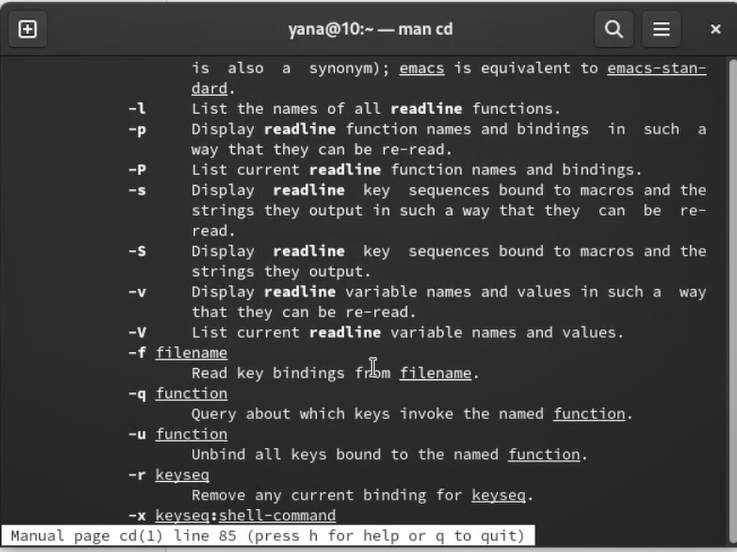 yana@10:~ — man cd
is also a synonym); emacs is equivalent to emacs-stan-
dard.
-l List the names of all readline functions.
-p Display readline function names and bindings in such a
way that they can be re-read.
-P List current readline function names and bindings.
-s Display readline key sequences bound to macros and the
strings they output in such a way that they can be re-
read.
-S Display readline key sequences bound to macros and the
strings they output.
-v Display readline variable names and values in such a way
that they can be re-read.
-V List current readline variable names and values.
-f filename
Read key bindings from filename.
-q function
Query about which keys invoke the named function.
-u function
Unbind all keys bound to the named function.
-r keyseq
Remove any current binding for keyseq.
-x keyseq:shell-command
Manual page cd(1) line 85 (press h for help or q to quit)